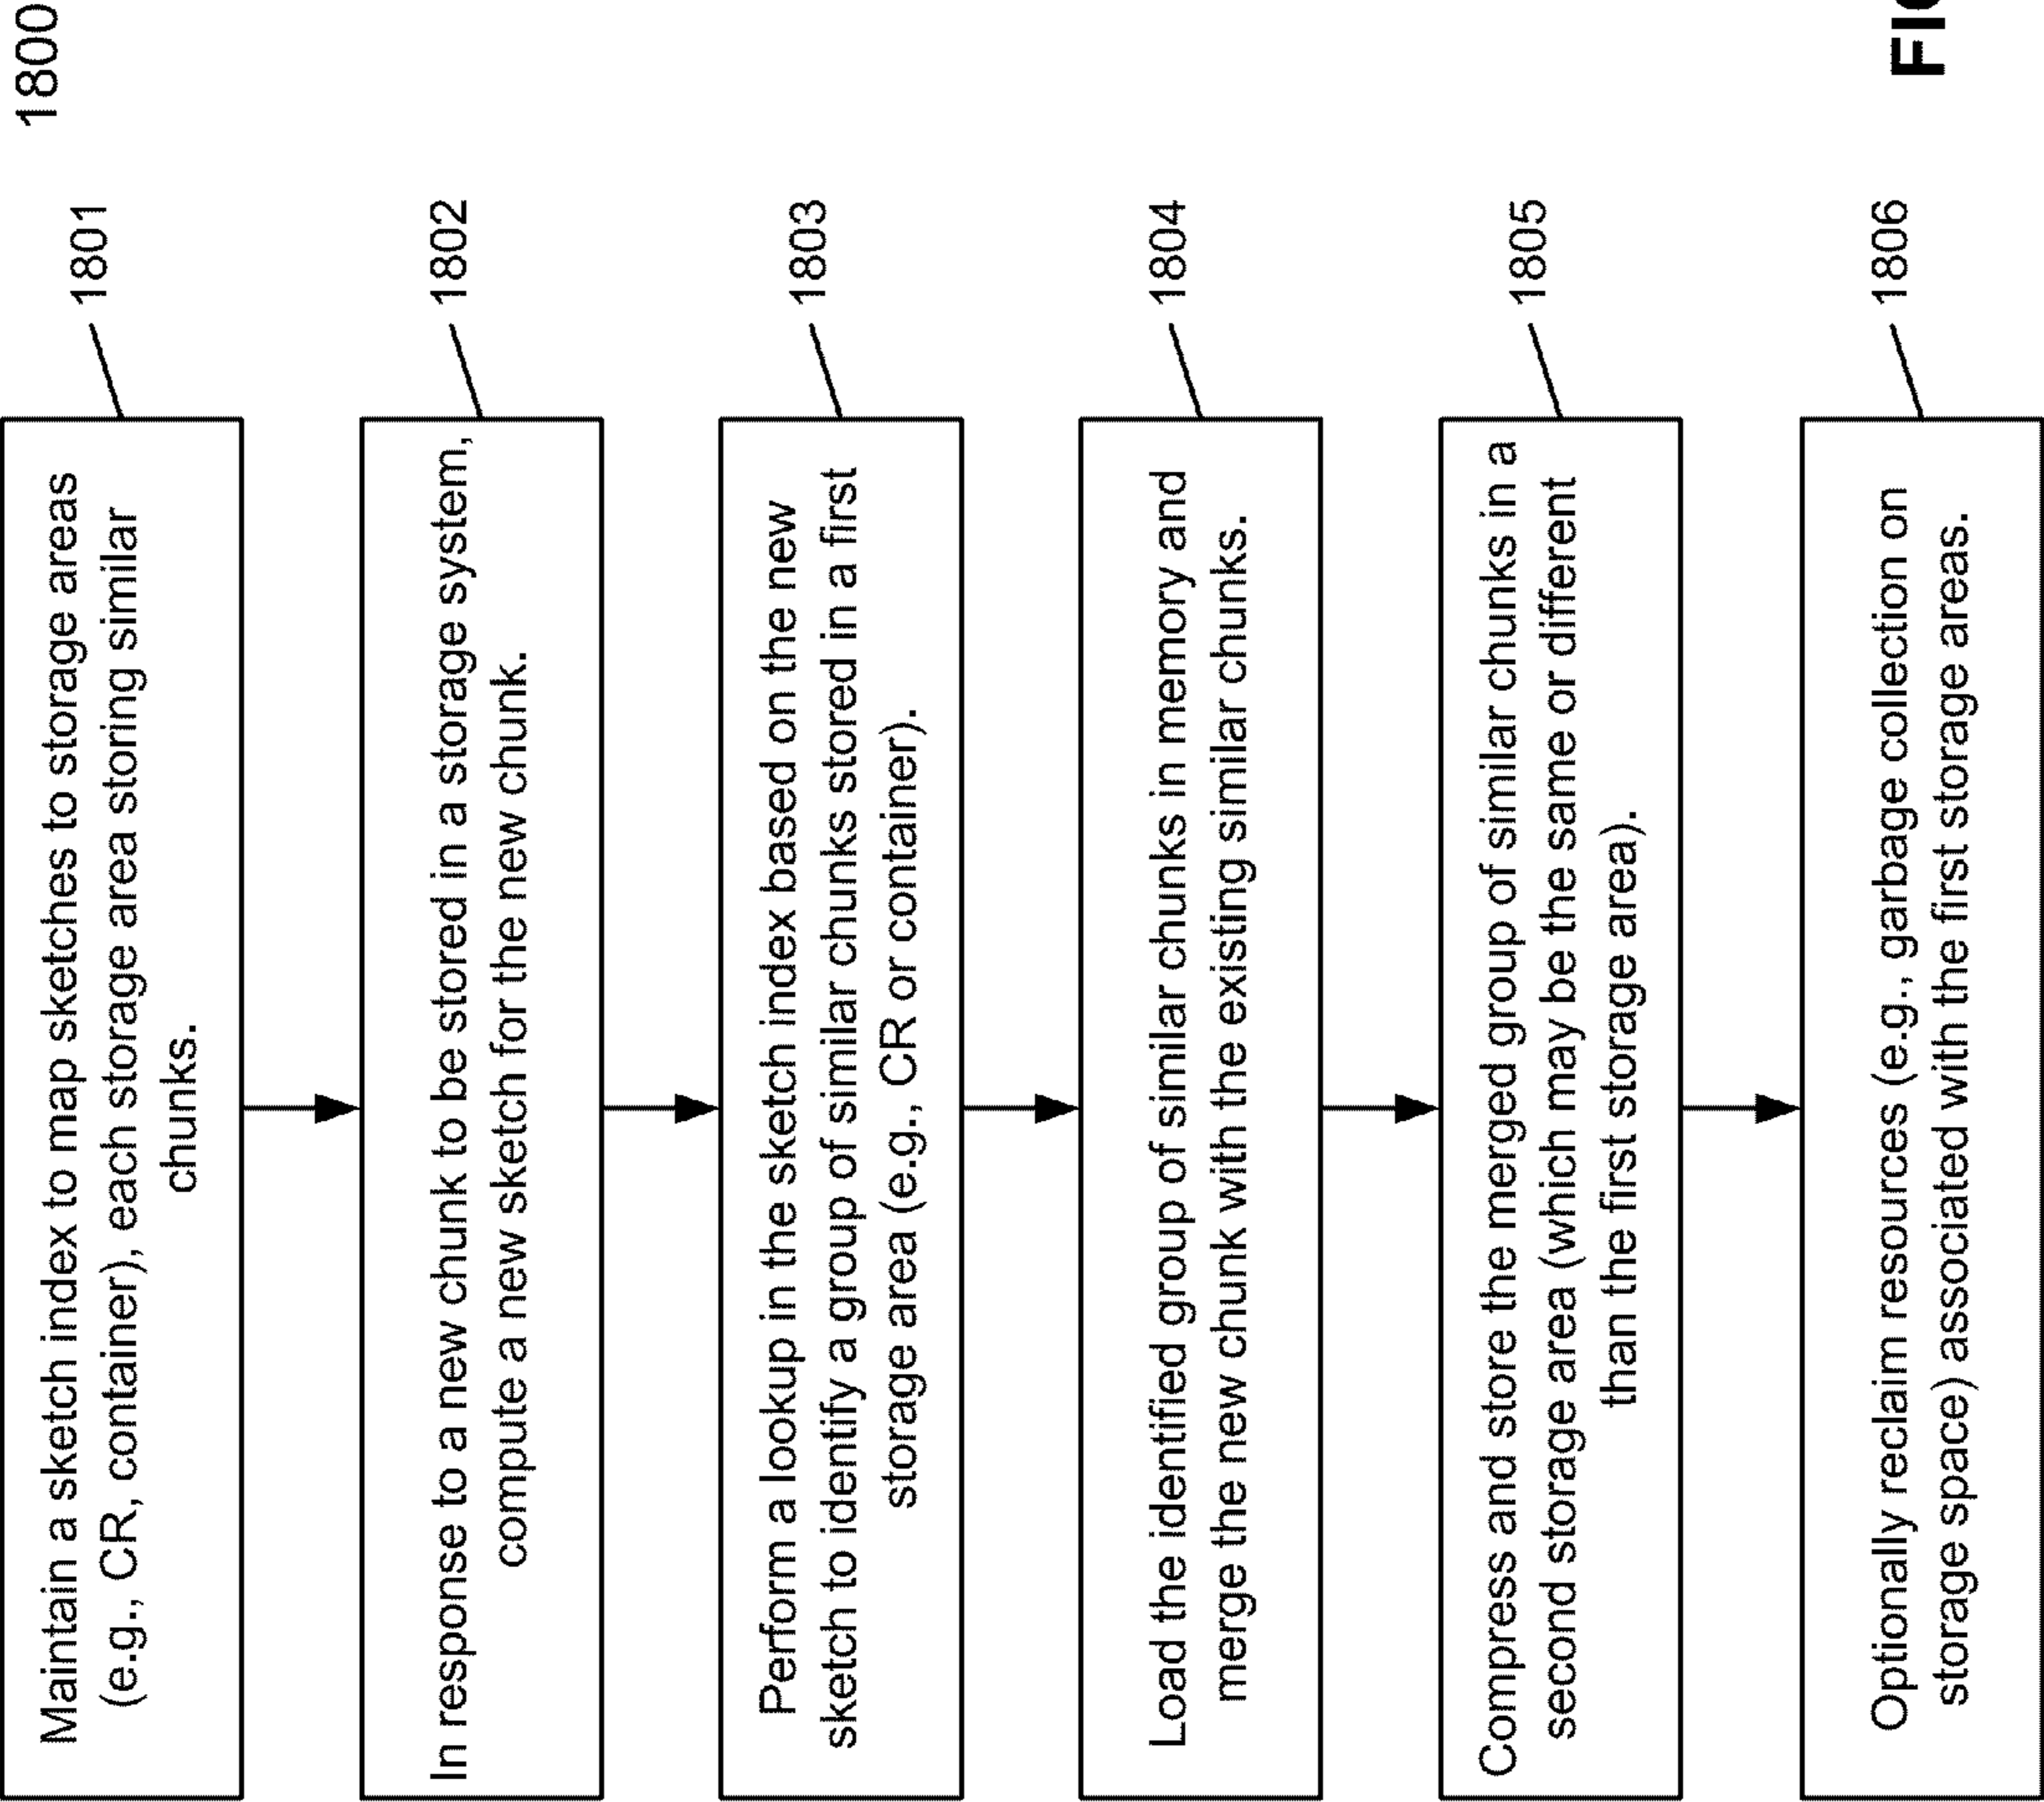 1800
Maintain a sketch index to map sketches to storage areas
(e.g., CR, container), each storage area storing similar
chunks.
1801
In response to a new chunk to be stored in a storage system,
compute a new sketch for the new chunk.
1802
Perform a lookup in the sketch index based on the new
sketch to identify a group of similar chunks stored in a first
storage area (e.g., CR or container).
1803
Load the identified group of similar chunks in memory and
merge the new chunk with the existing similar chunks.
1804
Compress and store the merged group of similar chunks in a
second storage area (which may be the same or different
than the first storage area).
1805
Optionally reclaim resources (e.g., garbage collection on
storage space) associated with the first storage areas.
1806